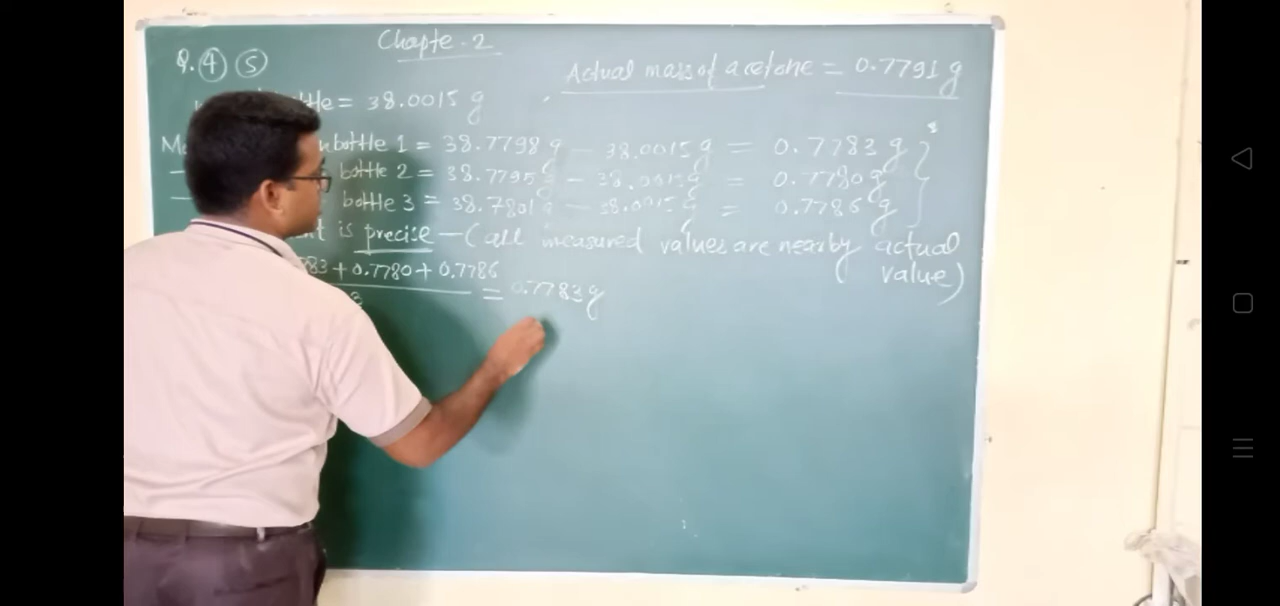 Chapte. 2
Q. 4 5
Actual mass of acetone = 0.7791 g
= 38.0015 g
bottle 1 = 38.7798 g - 38.0015 g = 0.7783 g
bottle 2 = 38.7795 g - 38.0015 g = 0.7780 g
bottle 3 = 38.7801 g - 38.0015 g = 0.7786 g
is precise - (all measured values are nearby actual
value)
+ 0.7780 + 0.7786
3
= 0.7783 g